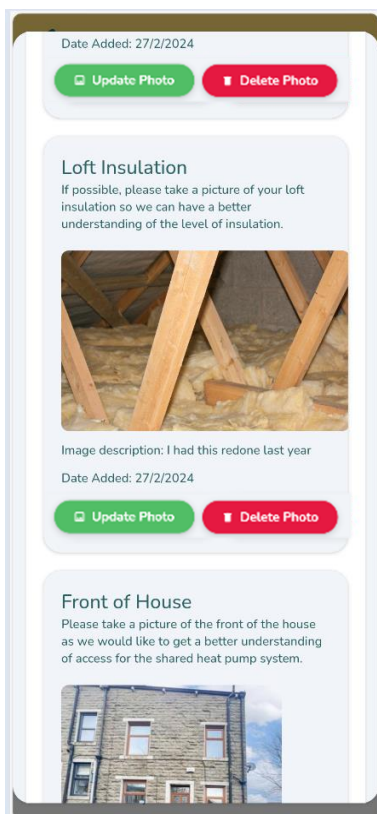 Date Added: 27/2/2024
Update Photo
Delete Photo
Loft Insulation
If possible, please take a picture of your loft
insulation so we can have a better
understanding of the level of insulation.
Image description: I had this redone last year
Date Added: 27/2/2024
Update Photo
Delete Photo
Front of House
Please take a picture of the front of the house
as we would like to get a better understanding
of access for the shared heat pump system.